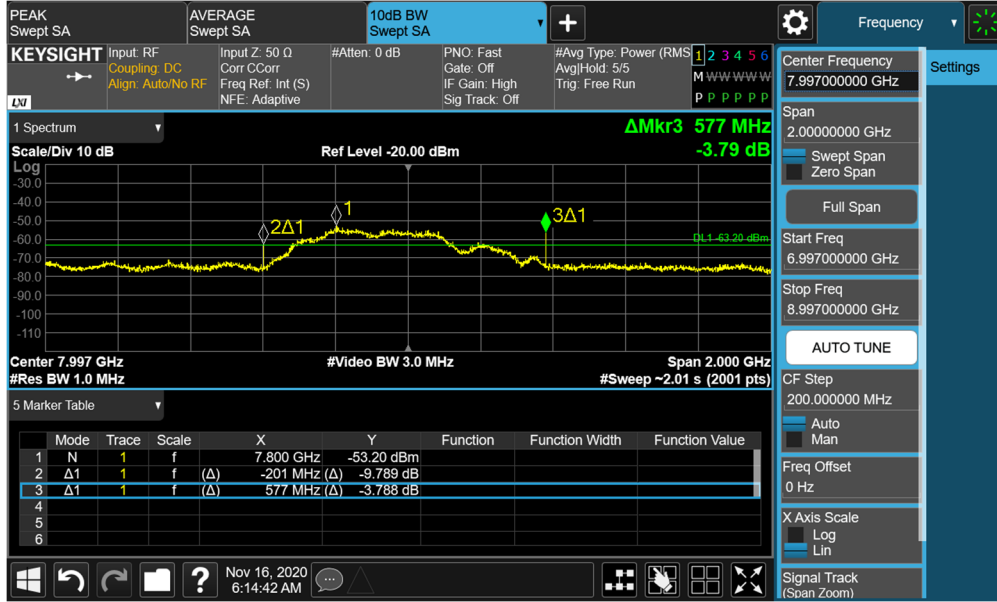 PEAK
Swept SA
AVERAGE
Swept SA
10dB BW
Swept SA
Frequency
KEYSIGHT
LXI
Input: RF
Coupling: DC
Align: Auto/No RF
Input Z: 50 Ω
Corr CCorr
Freq Ref: Int (S)
NFE: Adaptive
#Atten: 0 dB
PNO: Fast
Gate: Off
IF Gain: High
Sig Track: Off
#Avg Type: Power (RMS
Avg|Hold: 5/5
Trig: Free Run
1 2 3 4 5 6
M W W W W W
P P P P P P
1 Spectrum
Scale/Div 10 dB
Ref Level -20.00 dBm
ΔMkr3 577 MHz
-3.79 dB
Log
-30.0
-40.0
-50.0
-60.0
-70.0
-80.0
-90.0
-100
-110
2Δ1
1
3Δ1
DL1 -63.20 dBm
Center 7.997 GHz
#Video BW 3.0 MHz
Span 2.000 GHz
#Res BW 1.0 MHz
#Sweep ~2.01 s (2001 pts)
5 Marker Table
Mode Trace Scale X Y Function Function Width Function Value
1 N 1 f 7.800 GHz -53.20 dBm
2 Δ1 1 f (Δ) -201 MHz (Δ) -9.789 dB
3 Δ1 1 f (Δ) 577 MHz (Δ) -3.788 dB
4
5
6
Nov 16, 2020
6:14:42 AM
Center Frequency
7.997000000 GHz
Settings
Span
2.00000000 GHz
Swept Span
Zero Span
Full Span
Start Freq
6.997000000 GHz
Stop Freq
8.997000000 GHz
AUTO TUNE
CF Step
200.000000 MHz
Auto
Man
Freq Offset
0 Hz
X Axis Scale
Log
Lin
Signal Track
(Span Zoom)